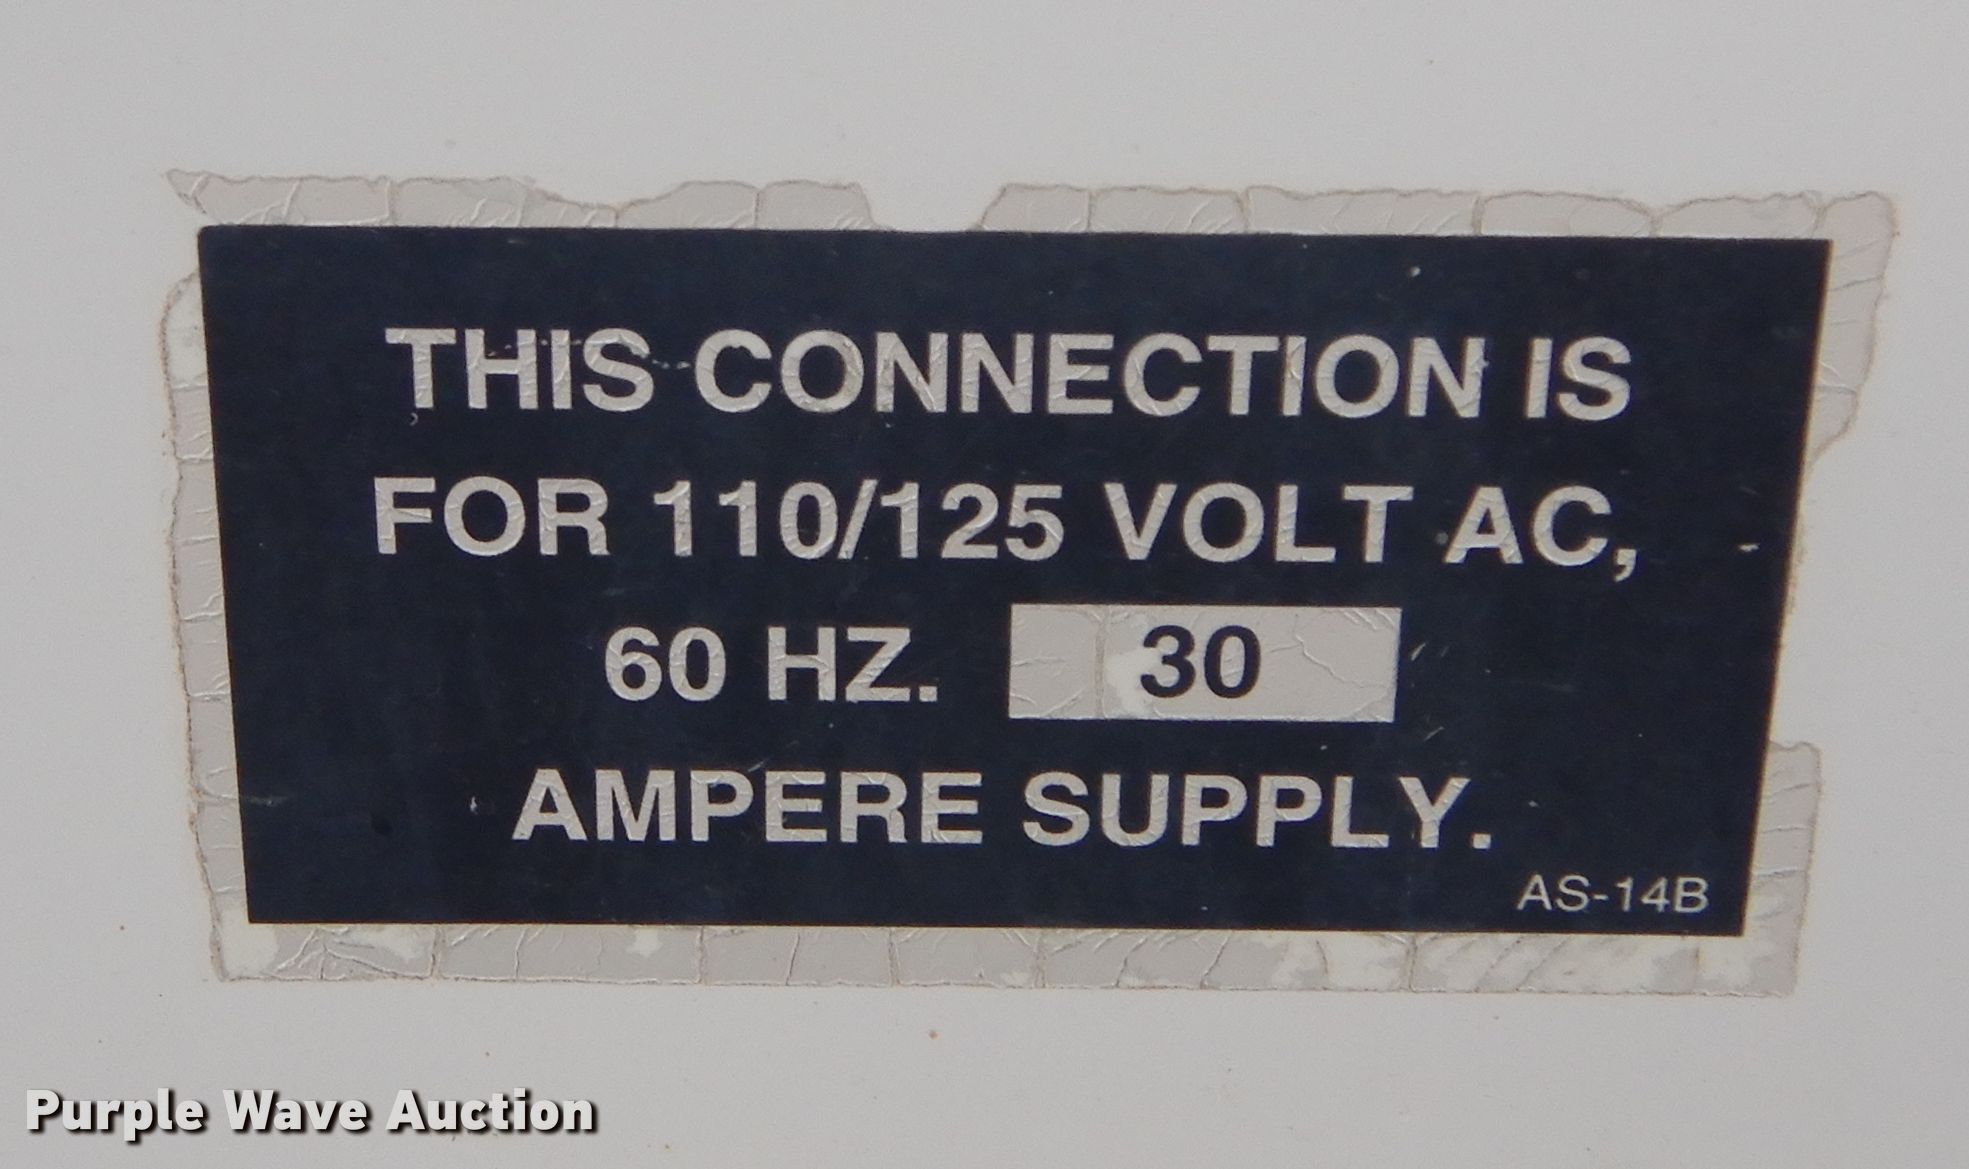 THIS CONNECTION IS
FOR 110/125 VOLT AC,
60 HZ. 30
AMPERE SUPPLY.
AS-14B
Purple Wave Auction